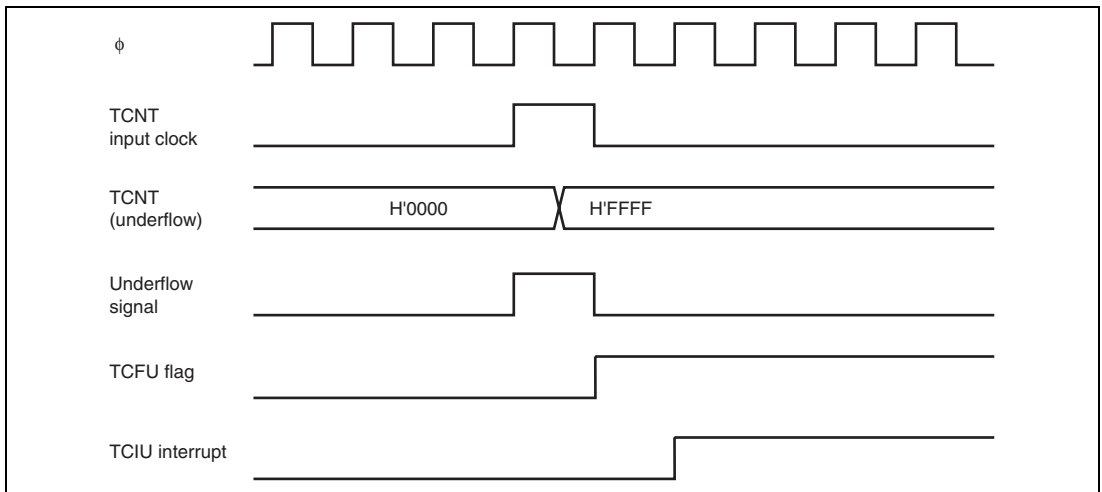 ϕ
TCNT
input clock
TCNT
(underflow)
H'0000
H'FFFF
Underflow
signal
TCFU flag
TCIU interrupt